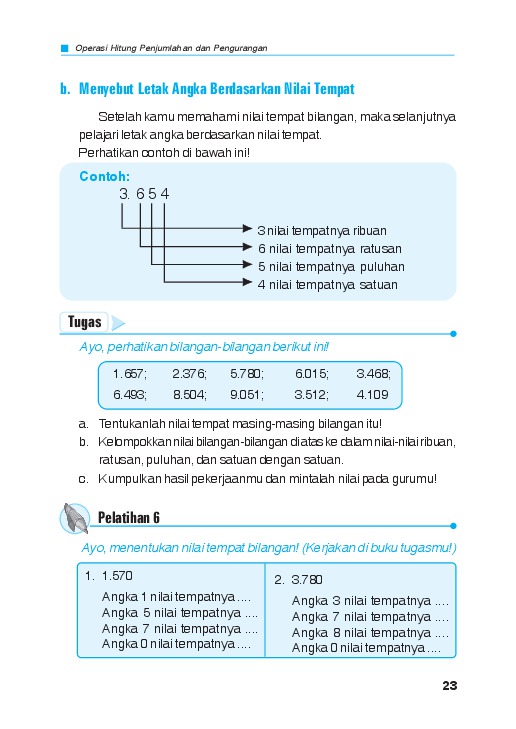 Operasi Hitung Penjumlahan dan Pengurangan
b. Menyebut Letak Angka Berdasarkan Nilai Tempat
Setelah kamu memahami nilai tempat bilangan, maka selanjutnya
pelajari letak angka berdasarkan nilai tempat.
Perhatikan contoh di bawah ini!
Contoh:
3. 6 5 4
3 nilai tempatnya ribuan
6 nilai tempatnya ratusan
5 nilai tempatnya puluhan
4 nilai tempatnya satuan
Tugas
Ayo, perhatikan bilangan-bilangan berikut ini!
1.657; 2.376; 5.780; 6.015; 3.468;
6.493; 8.504; 9.051; 3.512; 4.109
a. Tentukanlah nilai tempat masing-masing bilangan itu!
b. Kelompokkan nilai bilangan-bilangan di atas ke dalam nilai-nilai ribuan,
ratusan, puluhan, dan satuan dengan satuan.
c. Kumpulkan hasil pekerjaanmu dan mintalah nilai pada gurumu!
Pelatihan 6
Ayo, menentukan nilai tempat bilangan! (Kerjakan di buku tugasmu!)
1. 1.570
Angka 1 nilai tempatnya ....
Angka 5 nilai tempatnya ....
Angka 7 nilai tempatnya ....
Angka 0 nilai tempatnya ....
2. 3.780
Angka 3 nilai tempatnya ....
Angka 7 nilai tempatnya ....
Angka 8 nilai tempatnya ....
Angka 0 nilai tempatnya ....
23